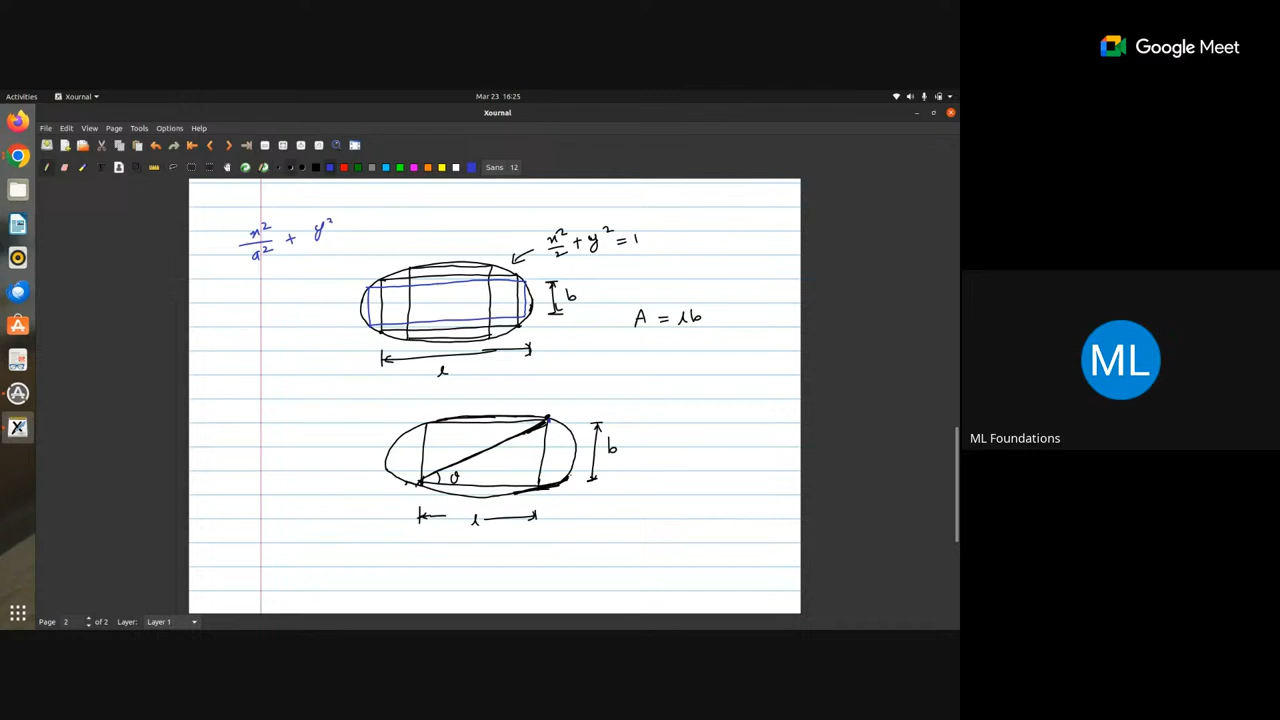 Google Meet
Activities Xournal Mar 23 16:25
Xournal
File Edit View Page Tools Options Help
Sans 12
x²/a² + y²
x²/2 + y² = 1
b
A = lb
l
θ
b
l
ML
ML Foundations
Page 2 of 2 Layer: Layer 1